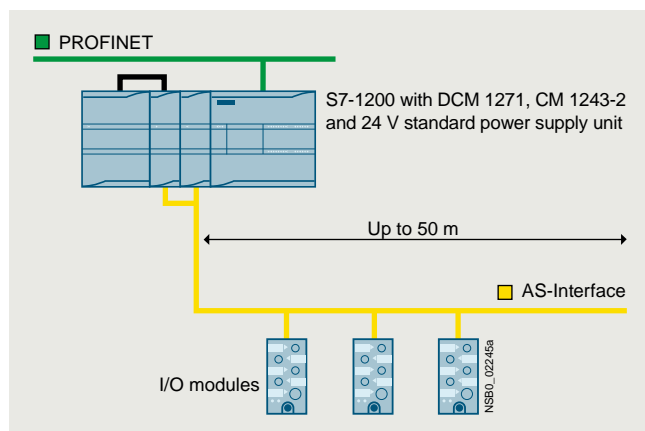 PROFINET
S7-1200 with DCM 1271, CM 1243-2
and 24 V standard power supply unit
Up to 50 m
AS-Interface
I/O modules
NSB0_02245a